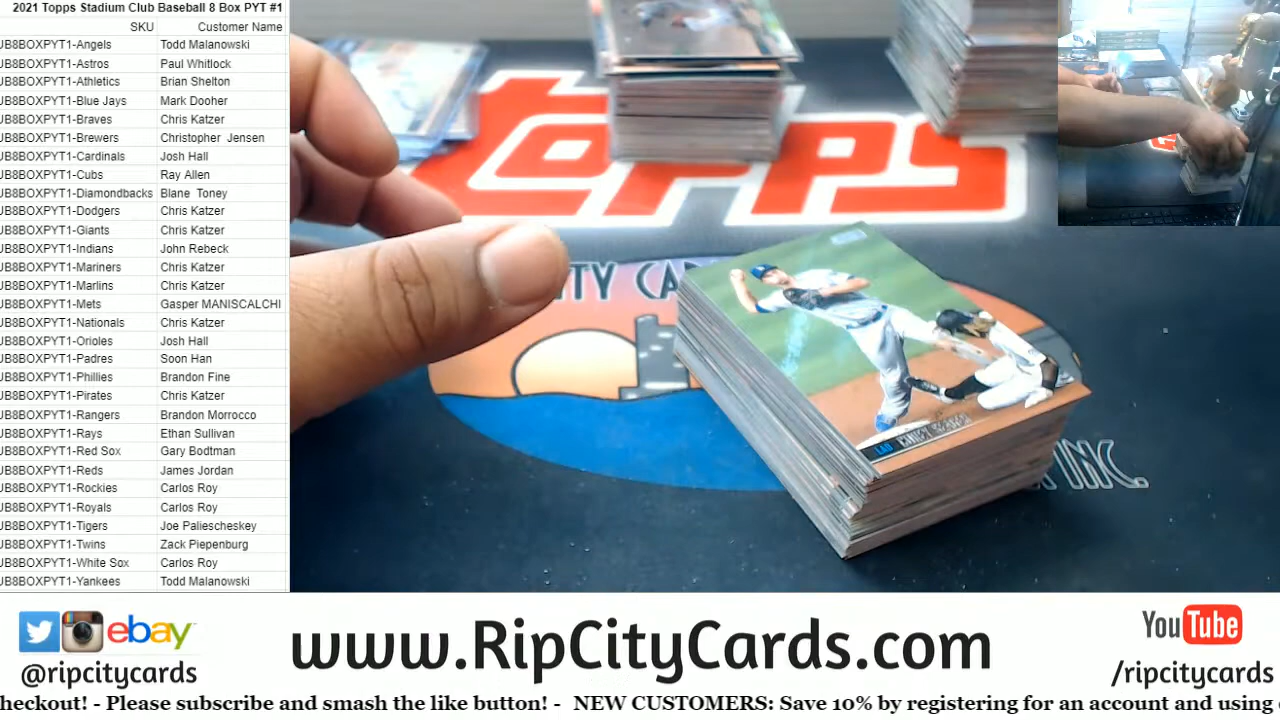 2021 Topps Stadium Club Baseball 8 Box PYT #1
SKU Customer Name
JB8BOXPYT1-Angels Todd Malanowski
JB8BOXPYT1-Astros Paul Whitlock
JB8BOXPYT1-Athletics Brian Shelton
JB8BOXPYT1-Blue Jays Mark Dooher
JB8BOXPYT1-Braves Chris Katzer
JB8BOXPYT1-Brewers Christopher Jensen
JB8BOXPYT1-Cardinals Josh Hall
JB8BOXPYT1-Cubs Ray Allen
JB8BOXPYT1-Diamondbacks Blane Toney
JB8BOXPYT1-Dodgers Chris Katzer
JB8BOXPYT1-Giants Chris Katzer
JB8BOXPYT1-Indians John Rebeck
JB8BOXPYT1-Mariners Chris Katzer
JB8BOXPYT1-Marlins Chris Katzer
JB8BOXPYT1-Mets Gasper MANISCALCHI
JB8BOXPYT1-Nationals Chris Katzer
JB8BOXPYT1-Orioles Josh Hall
JB8BOXPYT1-Padres Soon Han
JB8BOXPYT1-Phillies Brandon Fine
JB8BOXPYT1-Pirates Chris Katzer
JB8BOXPYT1-Rangers Brandon Morrocco
JB8BOXPYT1-Rays Ethan Sullivan
JB8BOXPYT1-Red Sox Gary Bodtman
JB8BOXPYT1-Reds James Jordan
JB8BOXPYT1-Rockies Carlos Roy
JB8BOXPYT1-Royals Carlos Roy
JB8BOXPYT1-Tigers Joe Paliescheskey
JB8BOXPYT1-Twins Zack Piepenburg
JB8BOXPYT1-White Sox Carlos Roy
JB8BOXPYT1-Yankees Todd Malanowski
TOPPS
ITY CA
INC.
LAD
ebay
@ripcitycards
www.RipCityCards.com
YouTube
/ripcitycards
heckout! - Please subscribe and smash the like button! - NEW CUSTOMERS: Save 10% by registering for an account and using